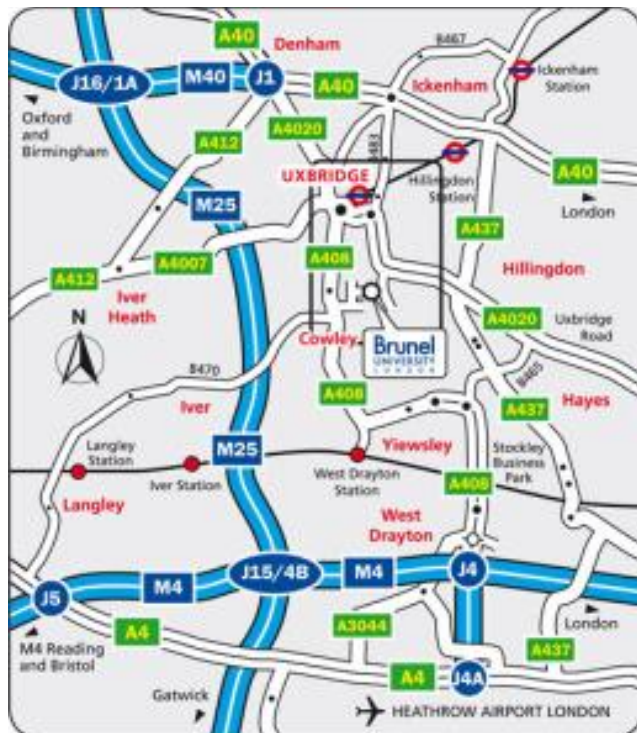 A40
Denham
B467
J16/1A
M40
J1
A40
Ickenham
Ickenham
Station
Oxford
and
Birmingham
A412
A4020
B483
UXBRIDGE
Hillingdon
Station
A40
London
M25
A437
A412
A4007
A408
Hillingdon
Iver
Heath
N
A4020
Uxbridge
Road
Cowley
Brunel
UNIVERSITY
LONDON
B470
A408
B465
Iver
A437
Hayes
Langley
Station
M25
Yiewsley
Stockley
Business
Park
Iver Station
West Drayton
Station
A408
Langley
West
Drayton
J5
M4
J15/4B
M4
J4
A4
A3044
London
M4 Reading
and Bristol
A437
A4
J4A
Gatwick
HEATHROW AIRPORT LONDON